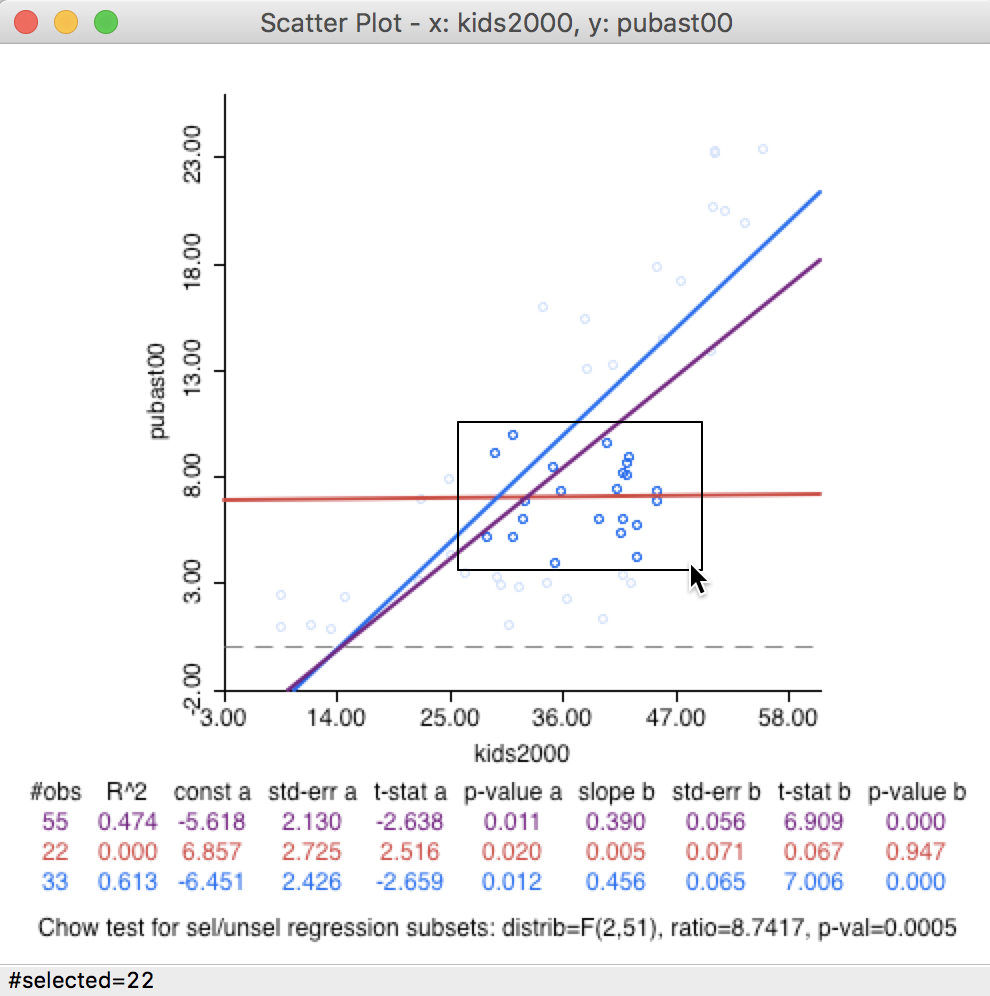 Scatter Plot - x: kids2000, y: pubast00
23.00
18.00
13.00
8.00
3.00
-2.00
pubast00
3.00 14.00 25.00 36.00 47.00 58.00
kids2000
#obs R^2 const a std-err a t-stat a p-value a slope b std-err b t-stat b p-value b
55 0.474 -5.618 2.130 -2.638 0.011 0.390 0.056 6.909 0.000
22 0.000 6.857 2.725 2.516 0.020 0.005 0.071 0.067 0.947
33 0.613 -6.451 2.426 -2.659 0.012 0.456 0.065 7.006 0.000
Chow test for sel/unsel regression subsets: distrib=F(2,51), ratio=8.7417, p-val=0.0005
#selected=22